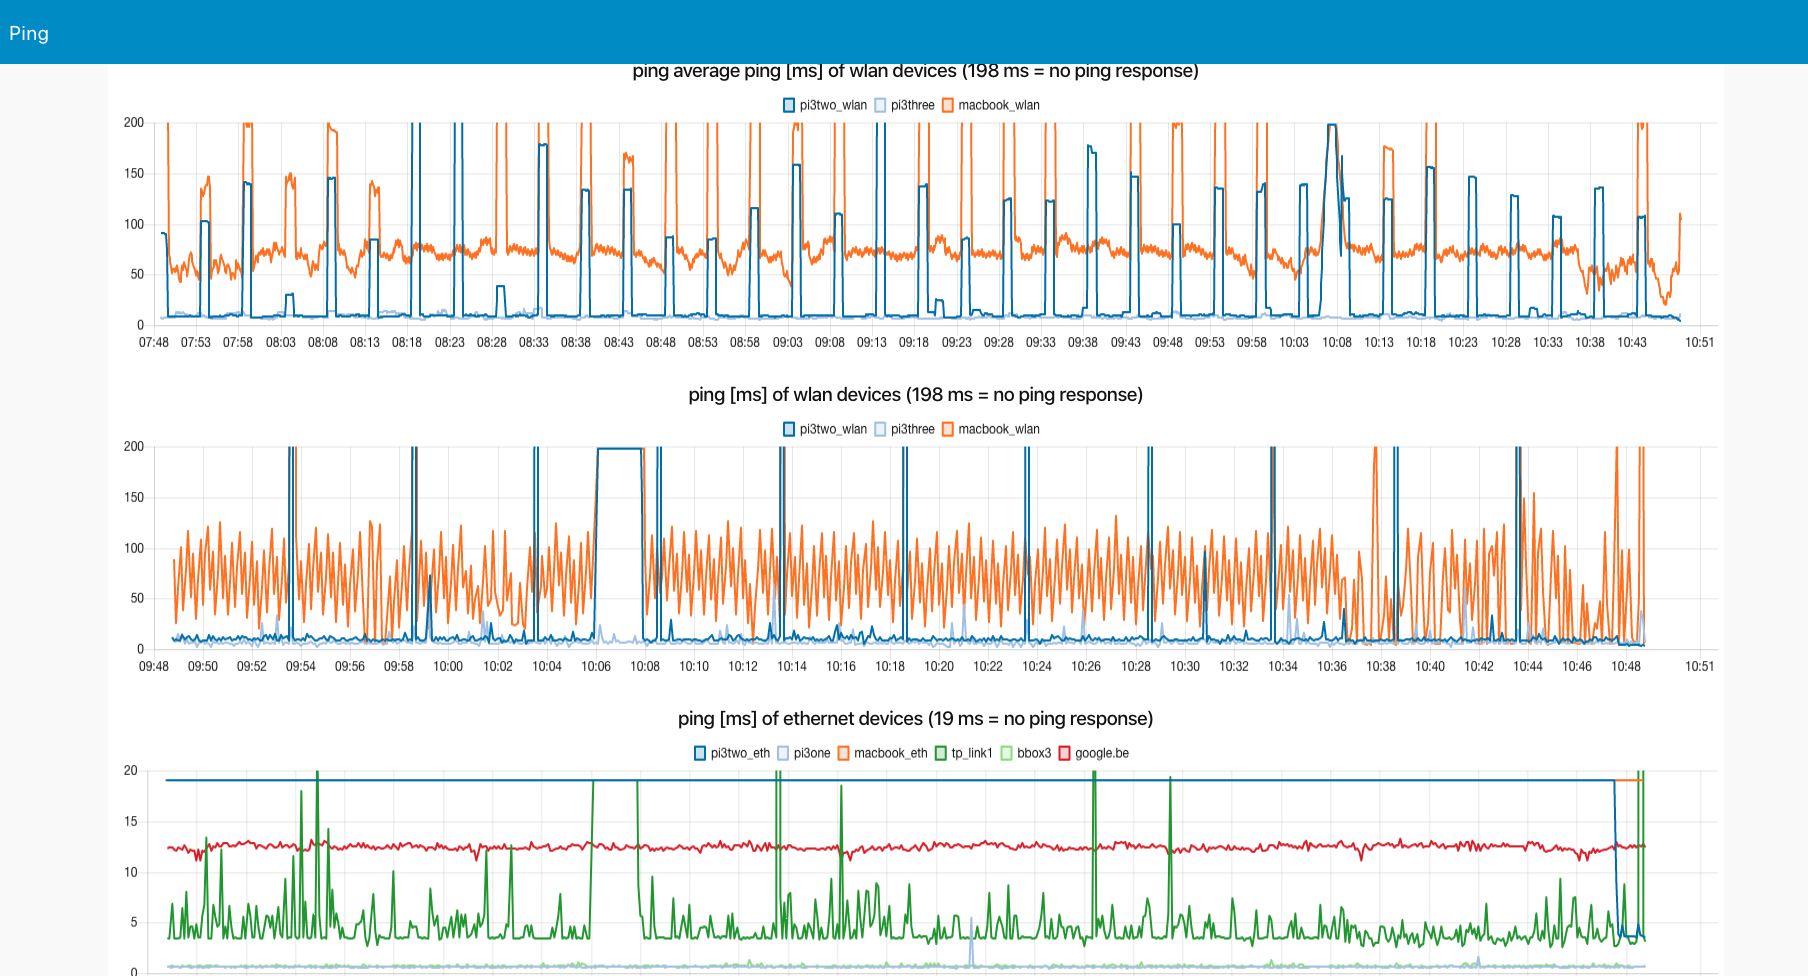 Ping
ping average ping [ms] of wlan devices (198 ms = no ping response)
pi3two_wlan pi3three macbook_wlan
200
150
100
50
0
07:48 07:53 07:58 08:03 08:08 08:13 08:18 08:23 08:28 08:33 08:38 08:43 08:48 08:53 08:58 09:03 09:08 09:13 09:18 09:23 09:28 09:33 09:38 09:43 09:48 09:53 09:58 10:03 10:08 10:13 10:18 10:23 10:28 10:33 10:38 10:43 10:51
ping [ms] of wlan devices (198 ms = no ping response)
pi3two_wlan pi3three macbook_wlan
200
150
100
50
0
09:48 09:50 09:52 09:54 09:56 09:58 10:00 10:02 10:04 10:06 10:08 10:10 10:12 10:14 10:16 10:18 10:20 10:22 10:24 10:26 10:28 10:30 10:32 10:34 10:36 10:38 10:40 10:42 10:44 10:46 10:48 10:51
ping [ms] of ethernet devices (19 ms = no ping response)
pi3two_eth pi3one macbook_eth tp_link1 bbox3 google.be
20
15
10
5
0